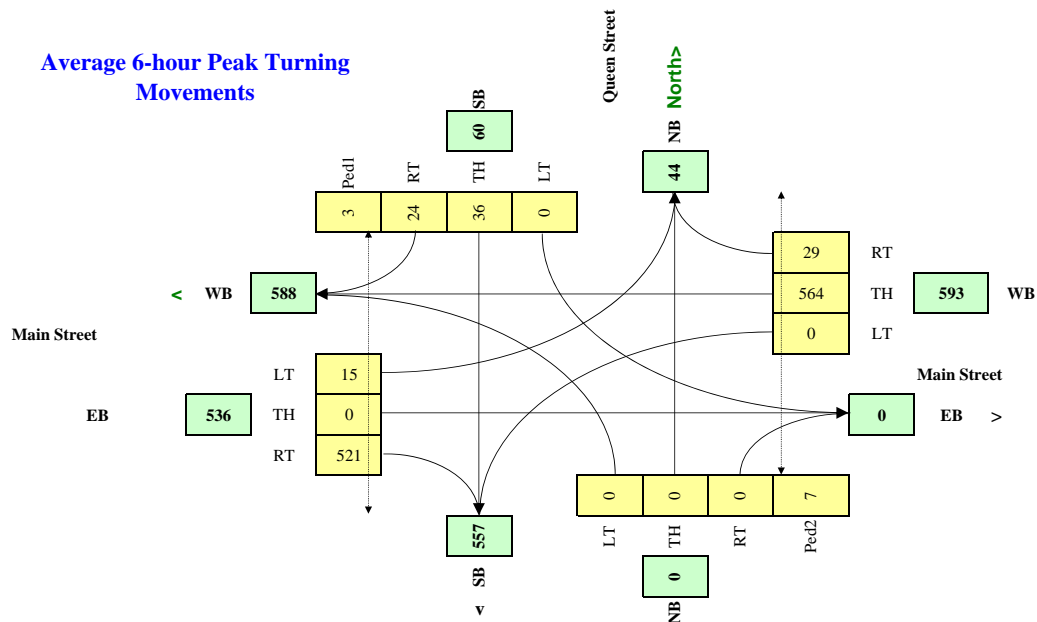 Average 6-hour Peak Turning
Movements
Queen Street
North>
SB
60
NB
44
Ped1 RT TH LT
3 24 36 0
29 RT
< WB 588
564 TH 593 WB
0 LT
Main Street
LT 15
Main Street
EB 536 TH 0
0 EB >
RT 521
0 0 0 7
LT TH RT Ped2
557
SB
v
0
NB